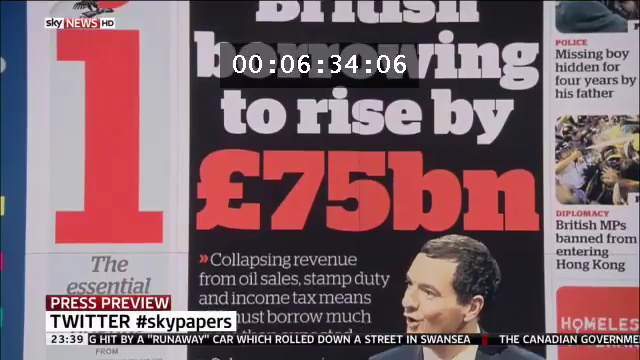 sky NEWS HD
i
The
essential
FROM
British
borrowing
to rise by
£75bn
» Collapsing revenue
from oil sales, stamp duty
and income tax means
must borrow much
00:06:34:06
POLICE
Missing boy
hidden for
four years by
his father
DIPLOMACY
British MPs
banned from
entering
Hong Kong
HOMELES
PRESS PREVIEW
TWITTER #skypapers
23:39 G HIT BY A "RUNAWAY" CAR WHICH ROLLED DOWN A STREET IN SWANSEA THE CANADIAN GOVERNMEN